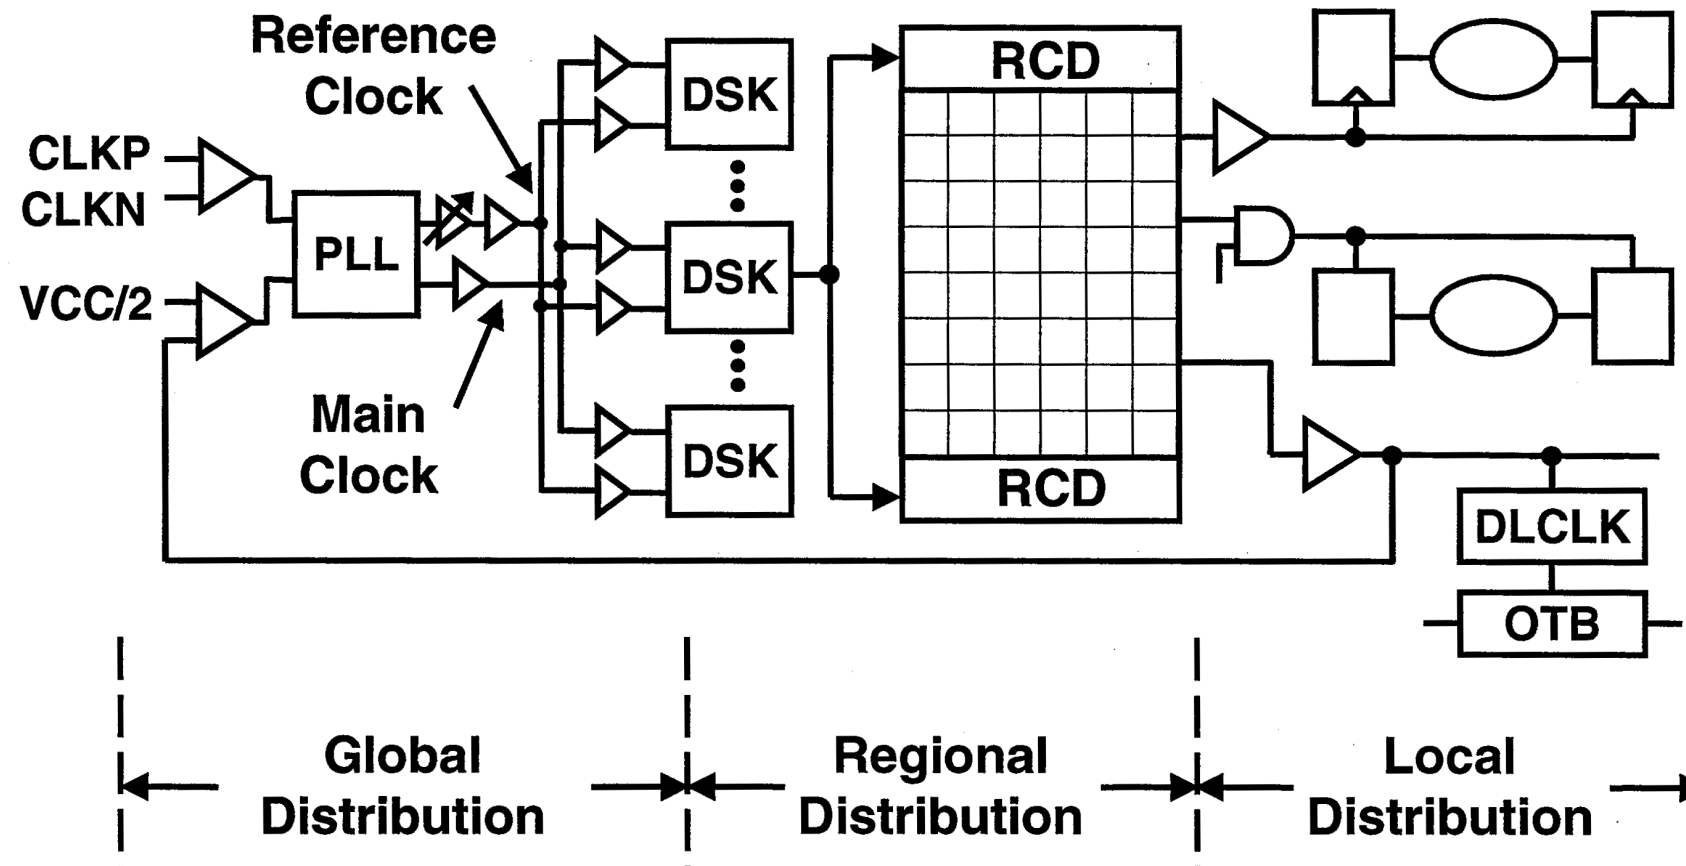 Reference
Clock
CLKP
CLKN
VCC/2
PLL
Main
Clock
DSK
DSK
DSK
RCD
RCD
DLCLK
OTB
Global
Distribution
Regional
Distribution
Local
Distribution